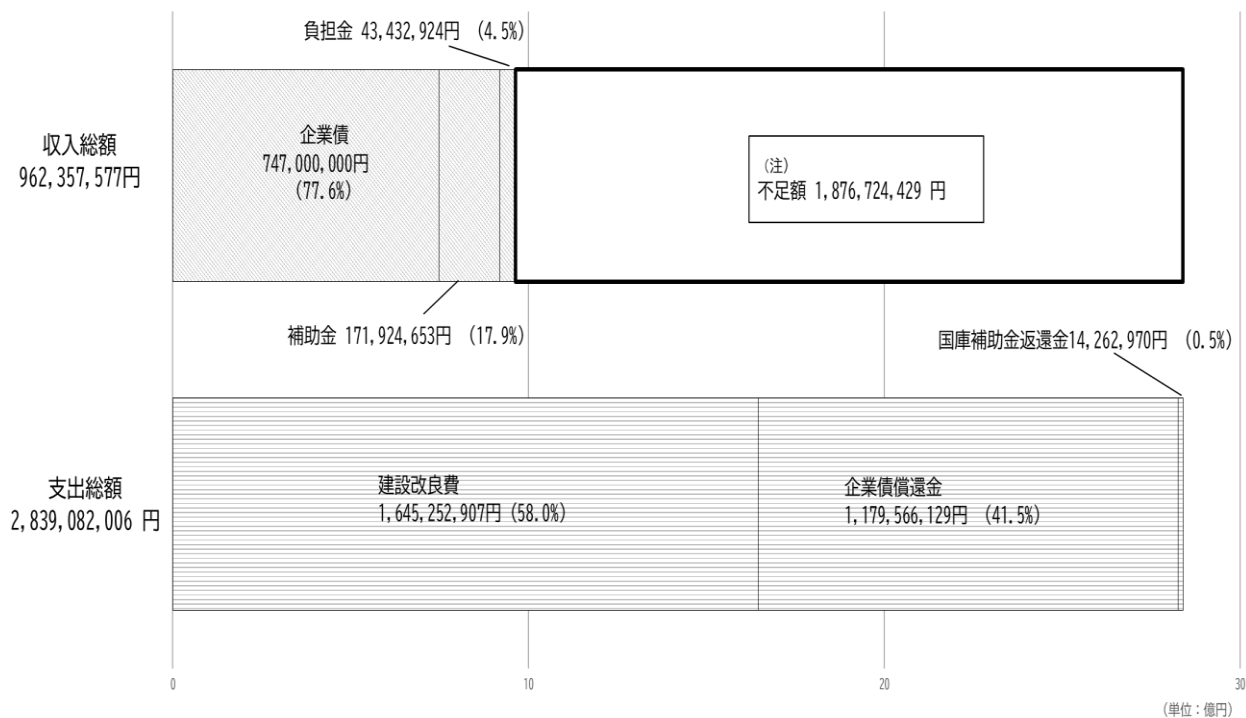 負担金 43,432,924円 (4.5%)
収入総額
962,357,577円
企業債
747,000,000円
(77.6%)
(注)
不足額 1,876,724,429 円
補助金 171,924,653円 (17.9%)
国庫補助金返還金14,262,970円 (0.5%)
支出総額
2,839,082,006 円
建設改良費
1,645,252,907円(58.0%)
企業債償還金
1,179,566,129円 (41.5%)
0 10 20 30
(単位:億円)